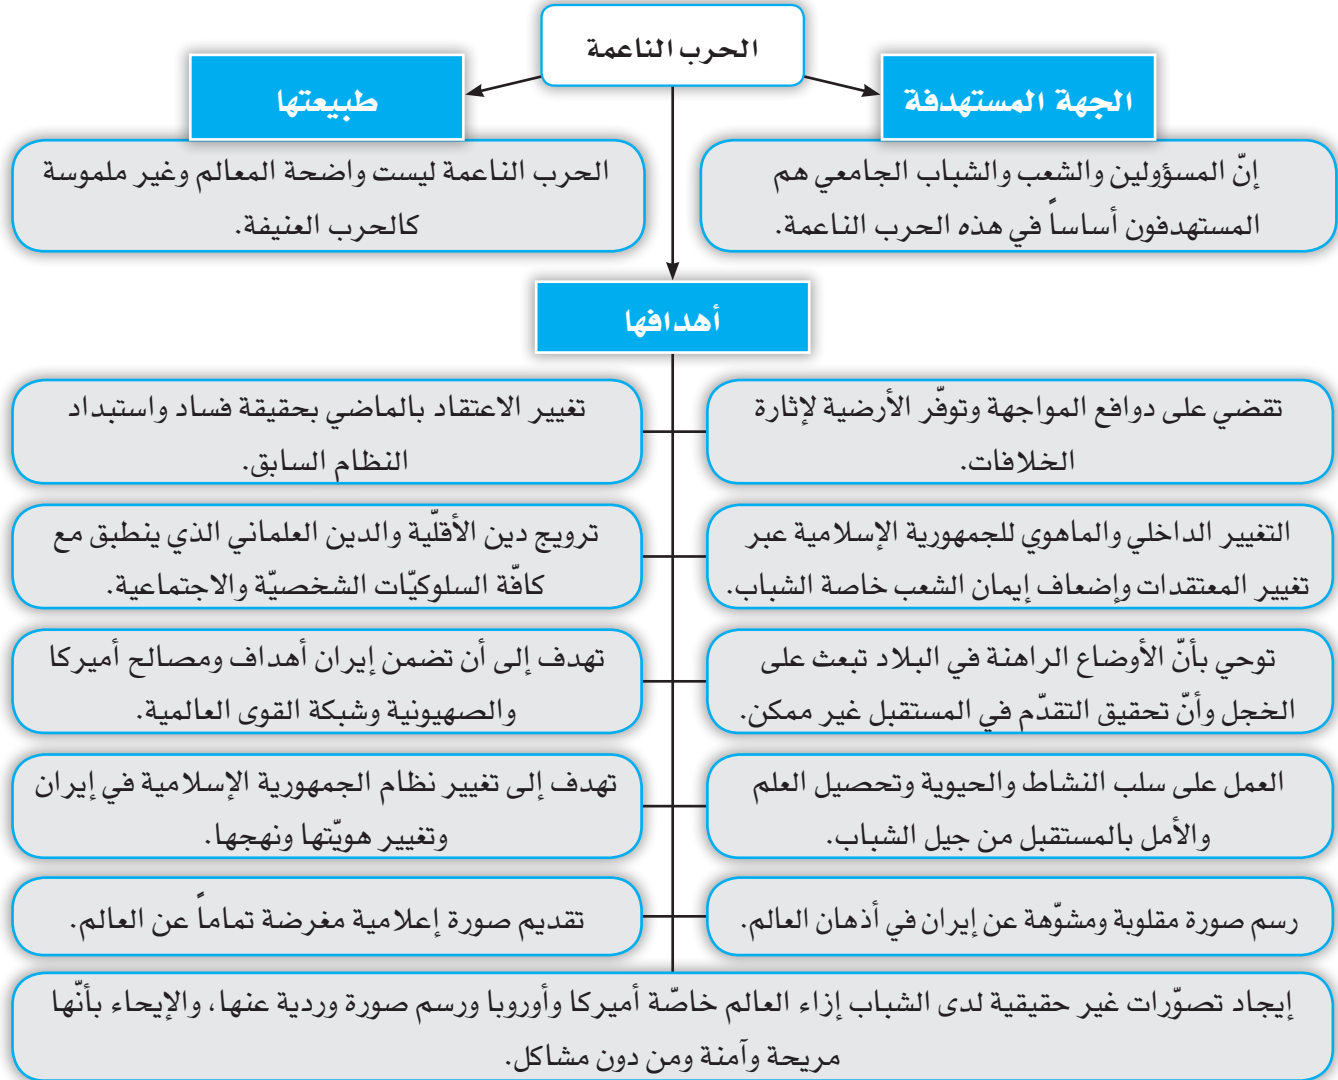 الحرب الناعمة
الجهة المستهدفة
إنّ المسؤولين والشعب والشباب الجامعي هم
المستهدفون أساساً في هذه الحرب الناعمة.
طبيعتها
الحرب الناعمة ليست واضحة المعالم وغير ملموسة
كالحرب العنيفة.
أهدافها
تقضي على دوافع المواجهة وتوفّر الأرضية لإثارة
الخلافات.
تغيير الاعتقاد بالماضي بحقيقة فساد واستبداد
النظام السابق.
التغيير الداخلي والماهوي للجمهورية الإسلامية عبر
تغيير المعتقدات وإضعاف إيمان الشعب خاصة الشباب.
ترويج دين الأقلّية والدين العلماني الذي ينطبق مع
كافّة السلوكيّات الشخصيّة والاجتماعية.
توحي بأنّ الأوضاع الراهنة في البلاد تبعث على
الخجل وأنّ تحقيق التقدّم في المستقبل غير ممكن.
تهدف إلى أن تضمن إيران أهداف ومصالح أميركا
والصهيونية وشبكة القوى العالمية.
العمل على سلب النشاط والحيوية وتحصيل العلم
والأمل بالمستقبل من جيل الشباب.
تهدف إلى تغيير نظام الجمهورية الإسلامية في إيران
وتغيير هويّتها ونهجها.
رسم صورة مقلوبة ومشوّهة عن إيران في أذهان العالم.
تقديم صورة إعلامية مغرضة تماماً عن العالم.
إيجاد تصوّرات غير حقيقية لدى الشباب إزاء العالم خاصّة أميركا وأوروبا ورسم صورة وردية عنها، والإيحاء بأنّها
مريحة وآمنة ومن دون مشاكل.